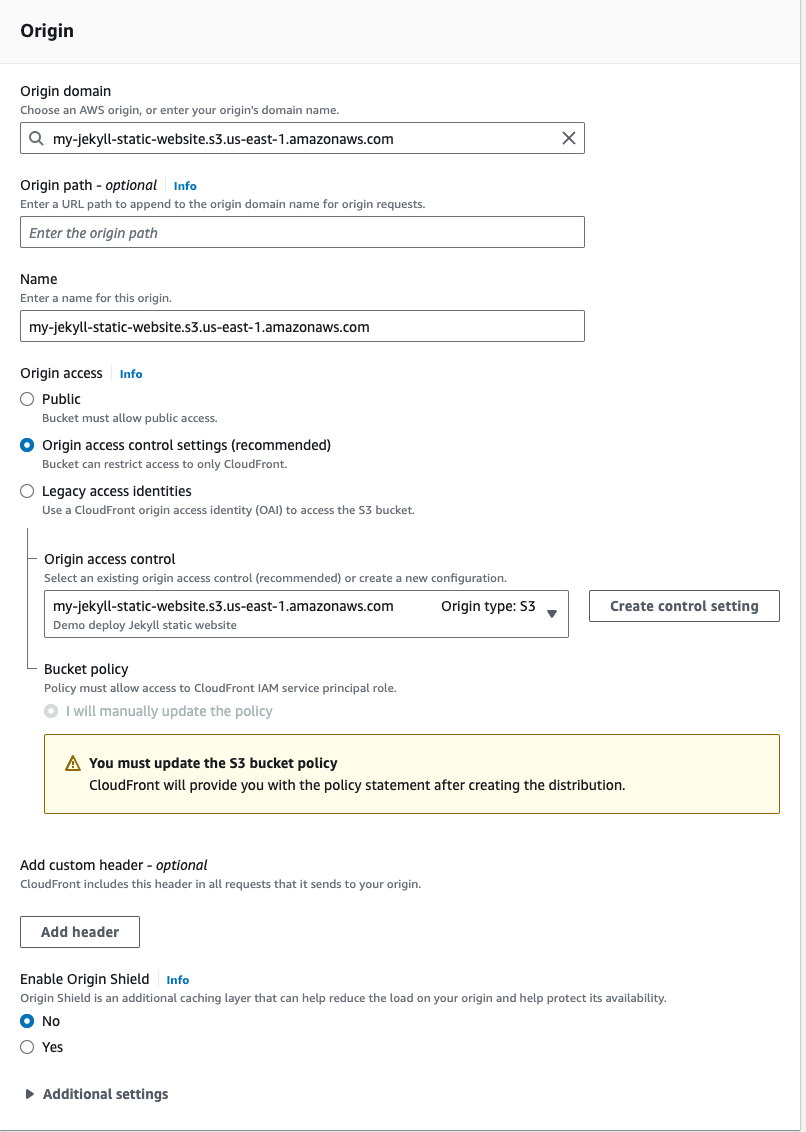 Origin
Origin domain
Choose an AWS origin, or enter your origin's domain name.
my-jekyll-static-website.s3.us-east-1.amazonaws.com
Origin path - optional Info
Enter a URL path to append to the origin domain name for origin requests.
Enter the origin path
Name
Enter a name for this origin.
my-jekyll-static-website.s3.us-east-1.amazonaws.com
Origin access Info
Public
Bucket must allow public access.
Origin access control settings (recommended)
Bucket can restrict access to only CloudFront.
Legacy access identities
Use a CloudFront origin access identity (OAI) to access the S3 bucket.
Origin access control
Select an existing origin access control (recommended) or create a new configuration.
my-jekyll-static-website.s3.us-east-1.amazonaws.com Origin type: S3
Demo deploy Jekyll static website
Create control setting
Bucket policy
Policy must allow access to CloudFront IAM service principal role.
I will manually update the policy
You must update the S3 bucket policy
CloudFront will provide you with the policy statement after creating the distribution.
Add custom header - optional
CloudFront includes this header in all requests that it sends to your origin.
Add header
Enable Origin Shield Info
Origin Shield is an additional caching layer that can help reduce the load on your origin and help protect its availability.
No
Yes
Additional settings